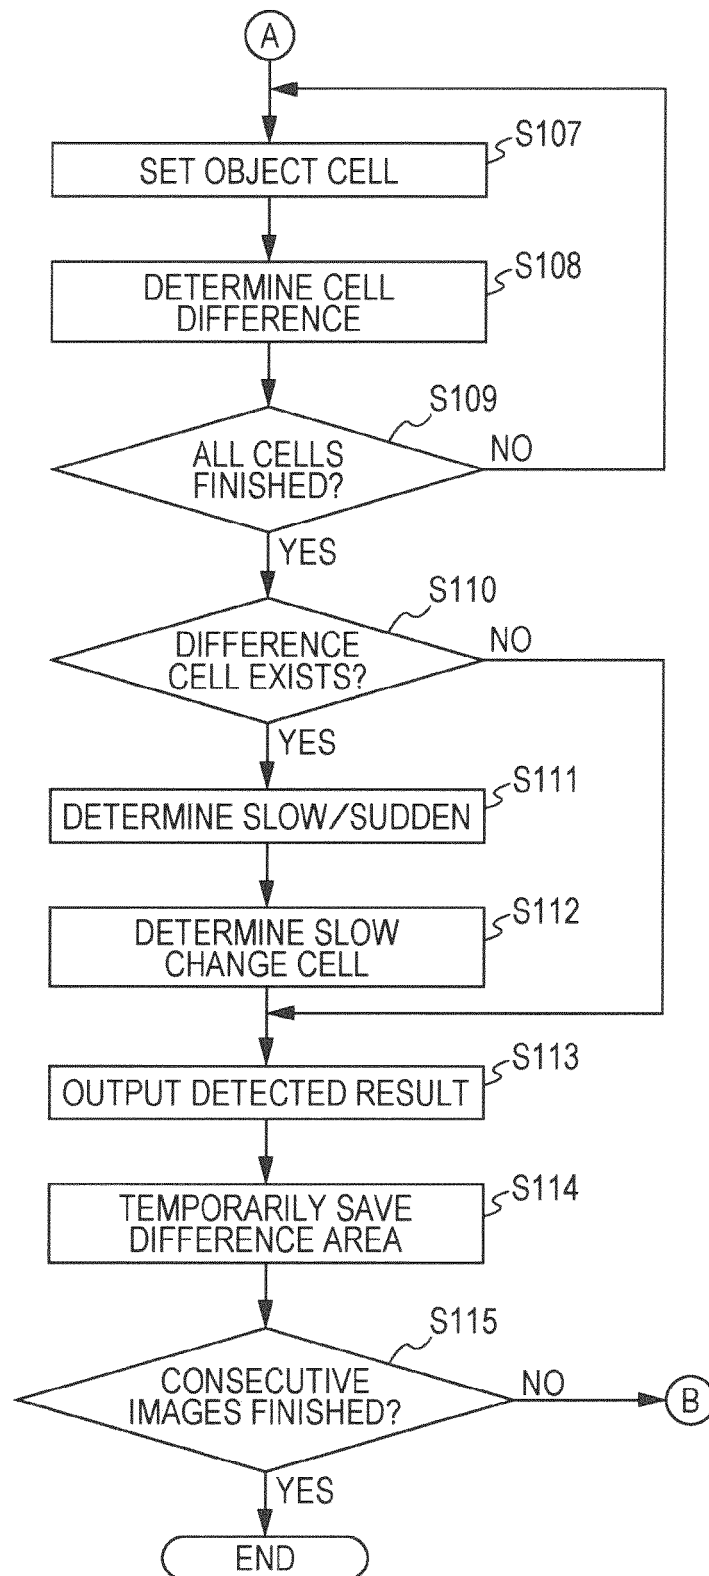 A
S107
SET OBJECT CELL
S108
DETERMINE CELL
DIFFERENCE
S109
ALL CELLS
FINISHED?
NO
YES
S110
DIFFERENCE
CELL EXISTS?
NO
YES
S111
DETERMINE SLOW/SUDDEN
S112
DETERMINE SLOW
CHANGE CELL
S113
OUTPUT DETECTED RESULT
S114
TEMPORARILY SAVE
DIFFERENCE AREA
S115
CONSECUTIVE
IMAGES FINISHED?
NO
B
YES
END